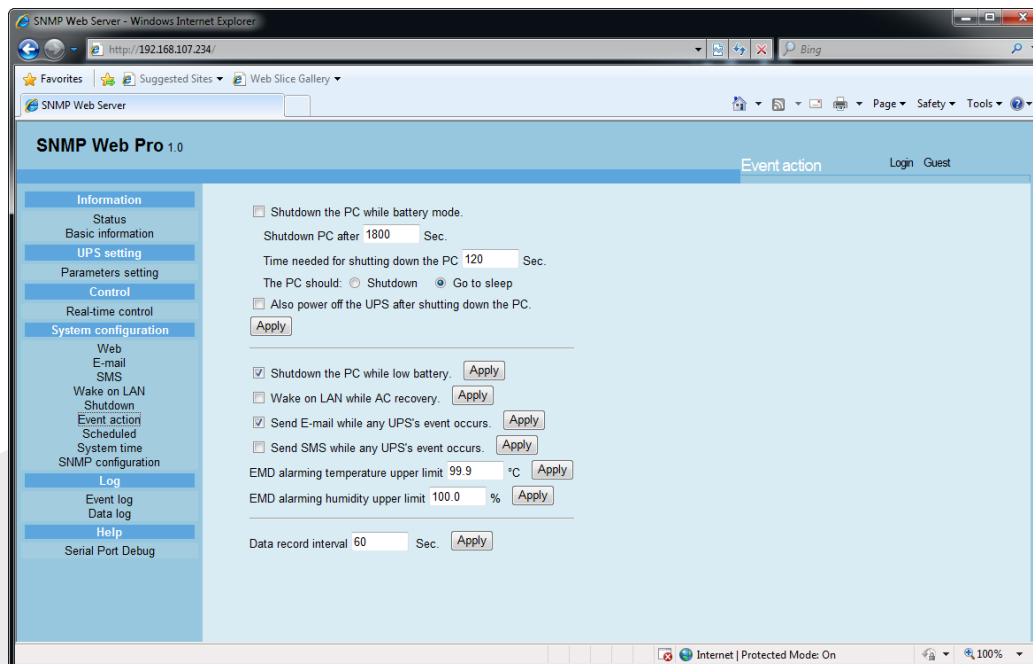 SNMP Web Server - Windows Internet Explorer
http://192.168.107.234/
Bing
Favorites Suggested Sites Web Slice Gallery
SNMP Web Server
Page Safety Tools
SNMP Web Pro 1.0
Event action Login Guest
Information
Status
Basic information
UPS setting
Parameters setting
Control
Real-time control
System configuration
Web
E-mail
SMS
Wake on LAN
Shutdown
Event action
Scheduled
System time
SNMP configuration
Log
Event log
Data log
Help
Serial Port Debug
Shutdown the PC while battery mode.
Shutdown PC after 1800 Sec.
Time needed for shutting down the PC 120 Sec.
The PC should: Shutdown Go to sleep
Also power off the UPS after shutting down the PC.
Apply
Shutdown the PC while low battery. Apply
Wake on LAN while AC recovery. Apply
Send E-mail while any UPS's event occurs. Apply
Send SMS while any UPS's event occurs. Apply
EMD alarming temperature upper limit 99.9 °C Apply
EMD alarming humidity upper limit 100.0 % Apply
Data record interval 60 Sec. Apply
Internet | Protected Mode: On 100%